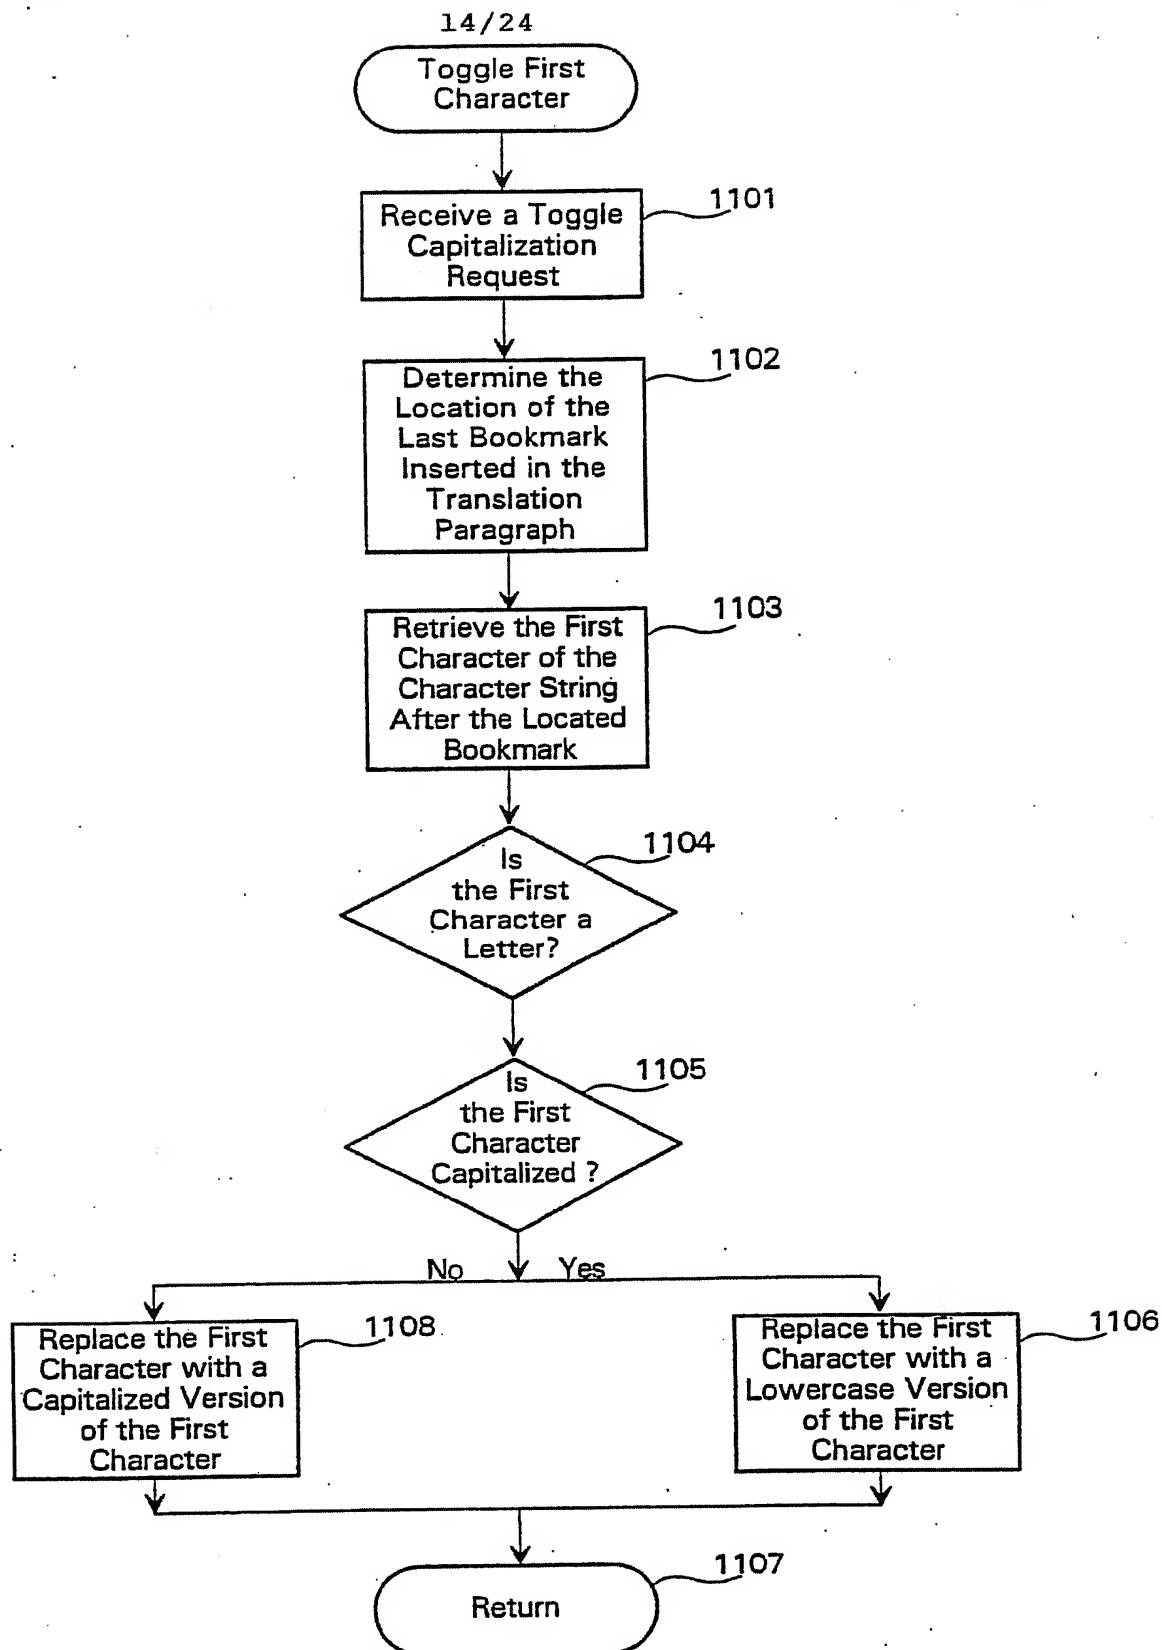 14/24
Toggle First
Character
1101
Receive a Toggle
Capitalization
Request
1102
Determine the
Location of the
Last Bookmark
Inserted in the
Translation
Paragraph
1103
Retrieve the First
Character of the
Character String
After the Located
Bookmark
1104
Is
the First
Character a
Letter?
1105
Is
the First
Character
Capitalized ?
No Yes
1108
Replace the First
Character with a
Capitalized Version
of the First
Character
1106
Replace the First
Character with a
Lowercase Version
of the First
Character
1107
Return